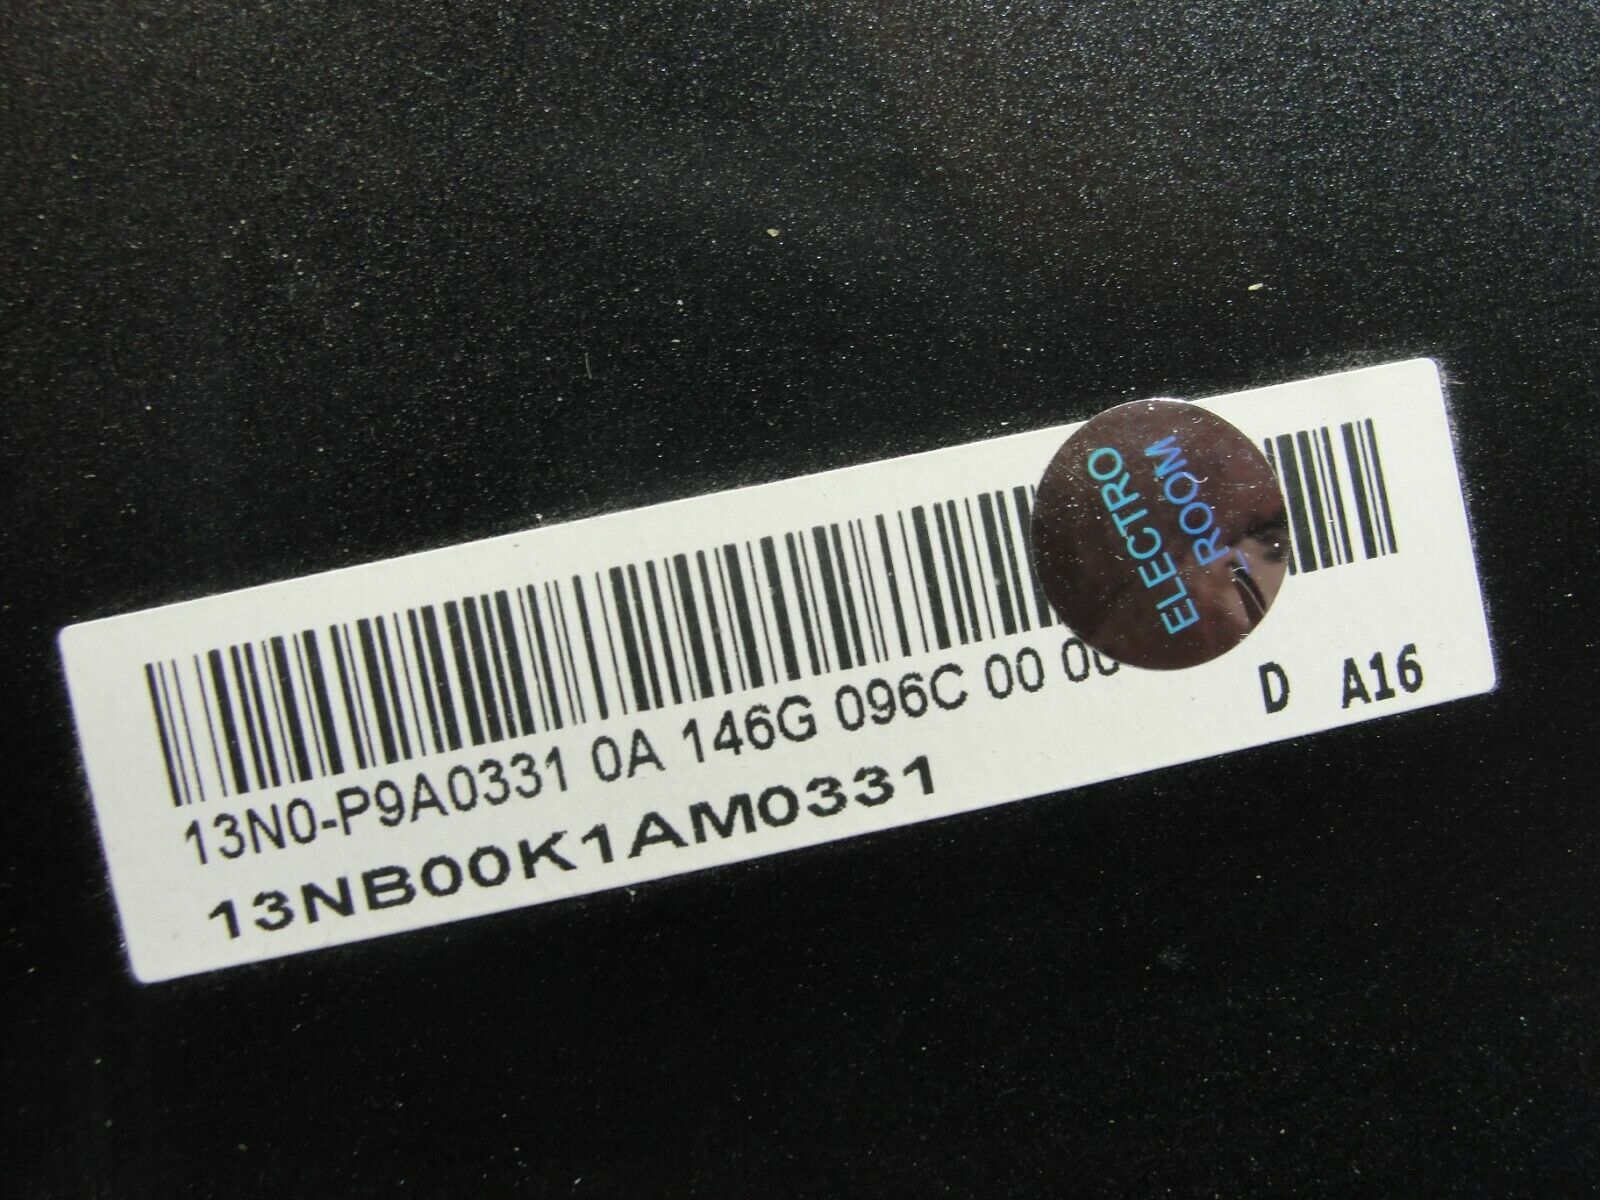 ELECTRO
ROOM
13N0-P9A0331 0A 146G 096C 00 00
D A16
13NB00K1AM0331